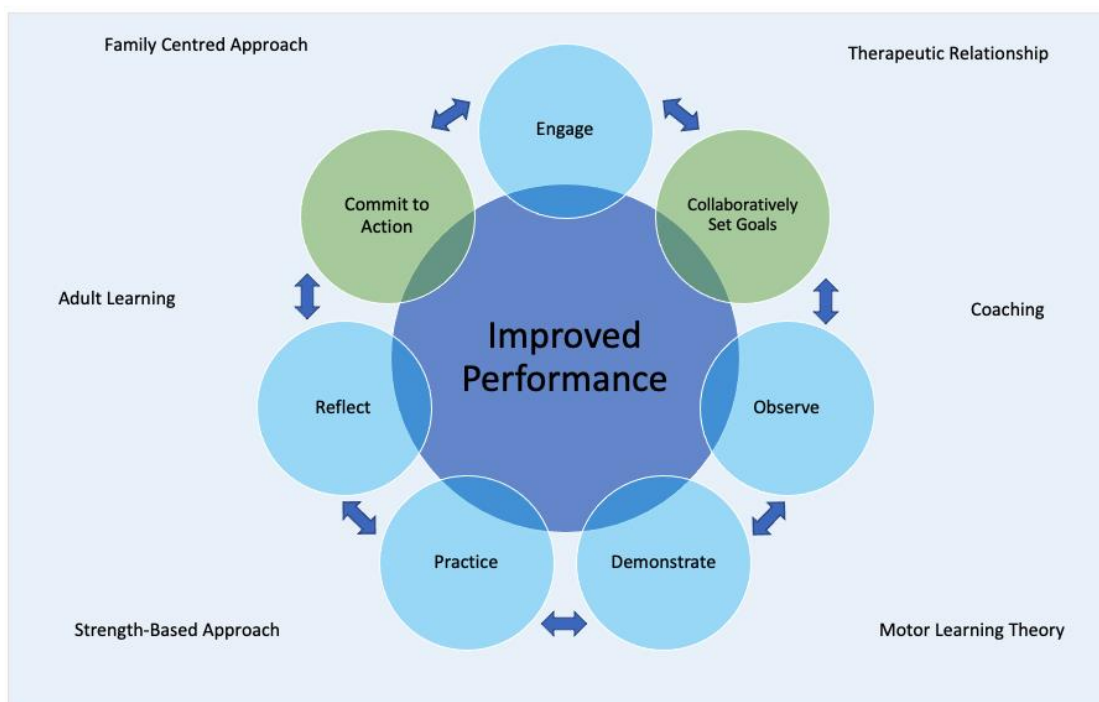 Family Centred Approach
Therapeutic Relationship
Engage
Commit to
Action
Collaboratively
Set Goals
Adult Learning
Coaching
Improved
Performance
Reflect
Observe
Practice
Demonstrate
Strength-Based Approach
Motor Learning Theory